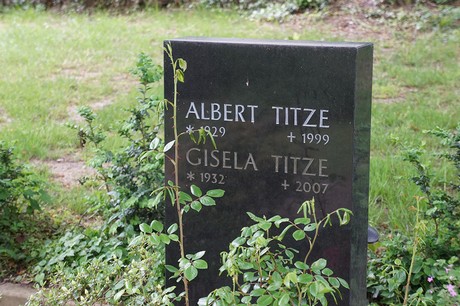 ALBERT TITZE
* 1929 + 1999
GISELA TITZE
* 1932 + 2007